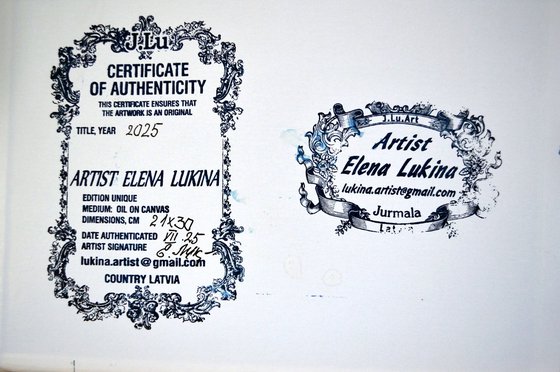 J.Lu
CERTIFICATE
OF AUTHENTICITY
THIS CERTIFICATE ENSURES THAT
THE ARTWORK IS AN ORIGINAL
TITLE, YEAR 2025
ARTIST ELENA LUKINA
EDITION UNIQUE
MEDIUM: OIL ON CANVAS
DIMENSIONS, CM 21x30
DATE AUTHENTICATED VII 25
ARTIST SIGNATURE
lukina.artist@gmail.com
COUNTRY LATVIA
J.Lu.Art
Artist
Elena Lukina
lukina.artist@gmail.com
Jurmala